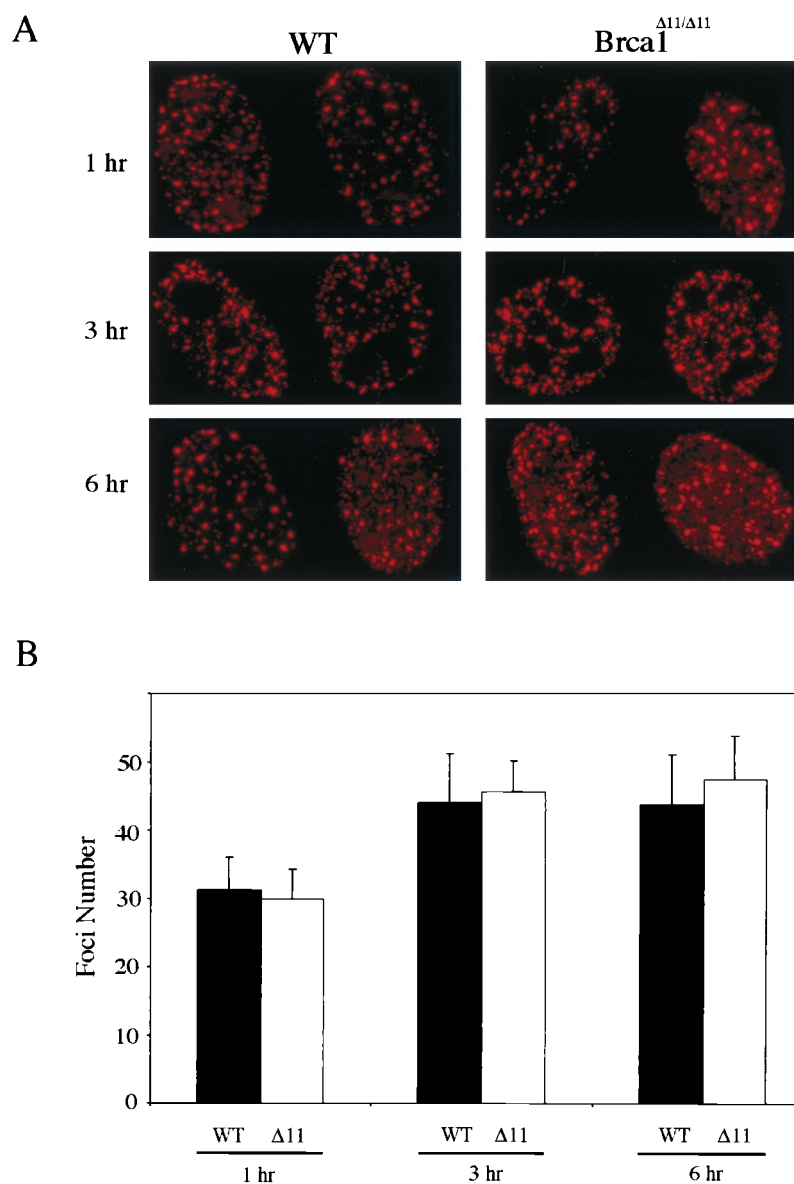 A
WT
Brca1 Δ11/Δ11
1 hr
3 hr
6 hr
B
Foci Number
50
40
30
20
10
0
WT Δ11 WT Δ11 WT Δ11
1 hr 3 hr 6 hr